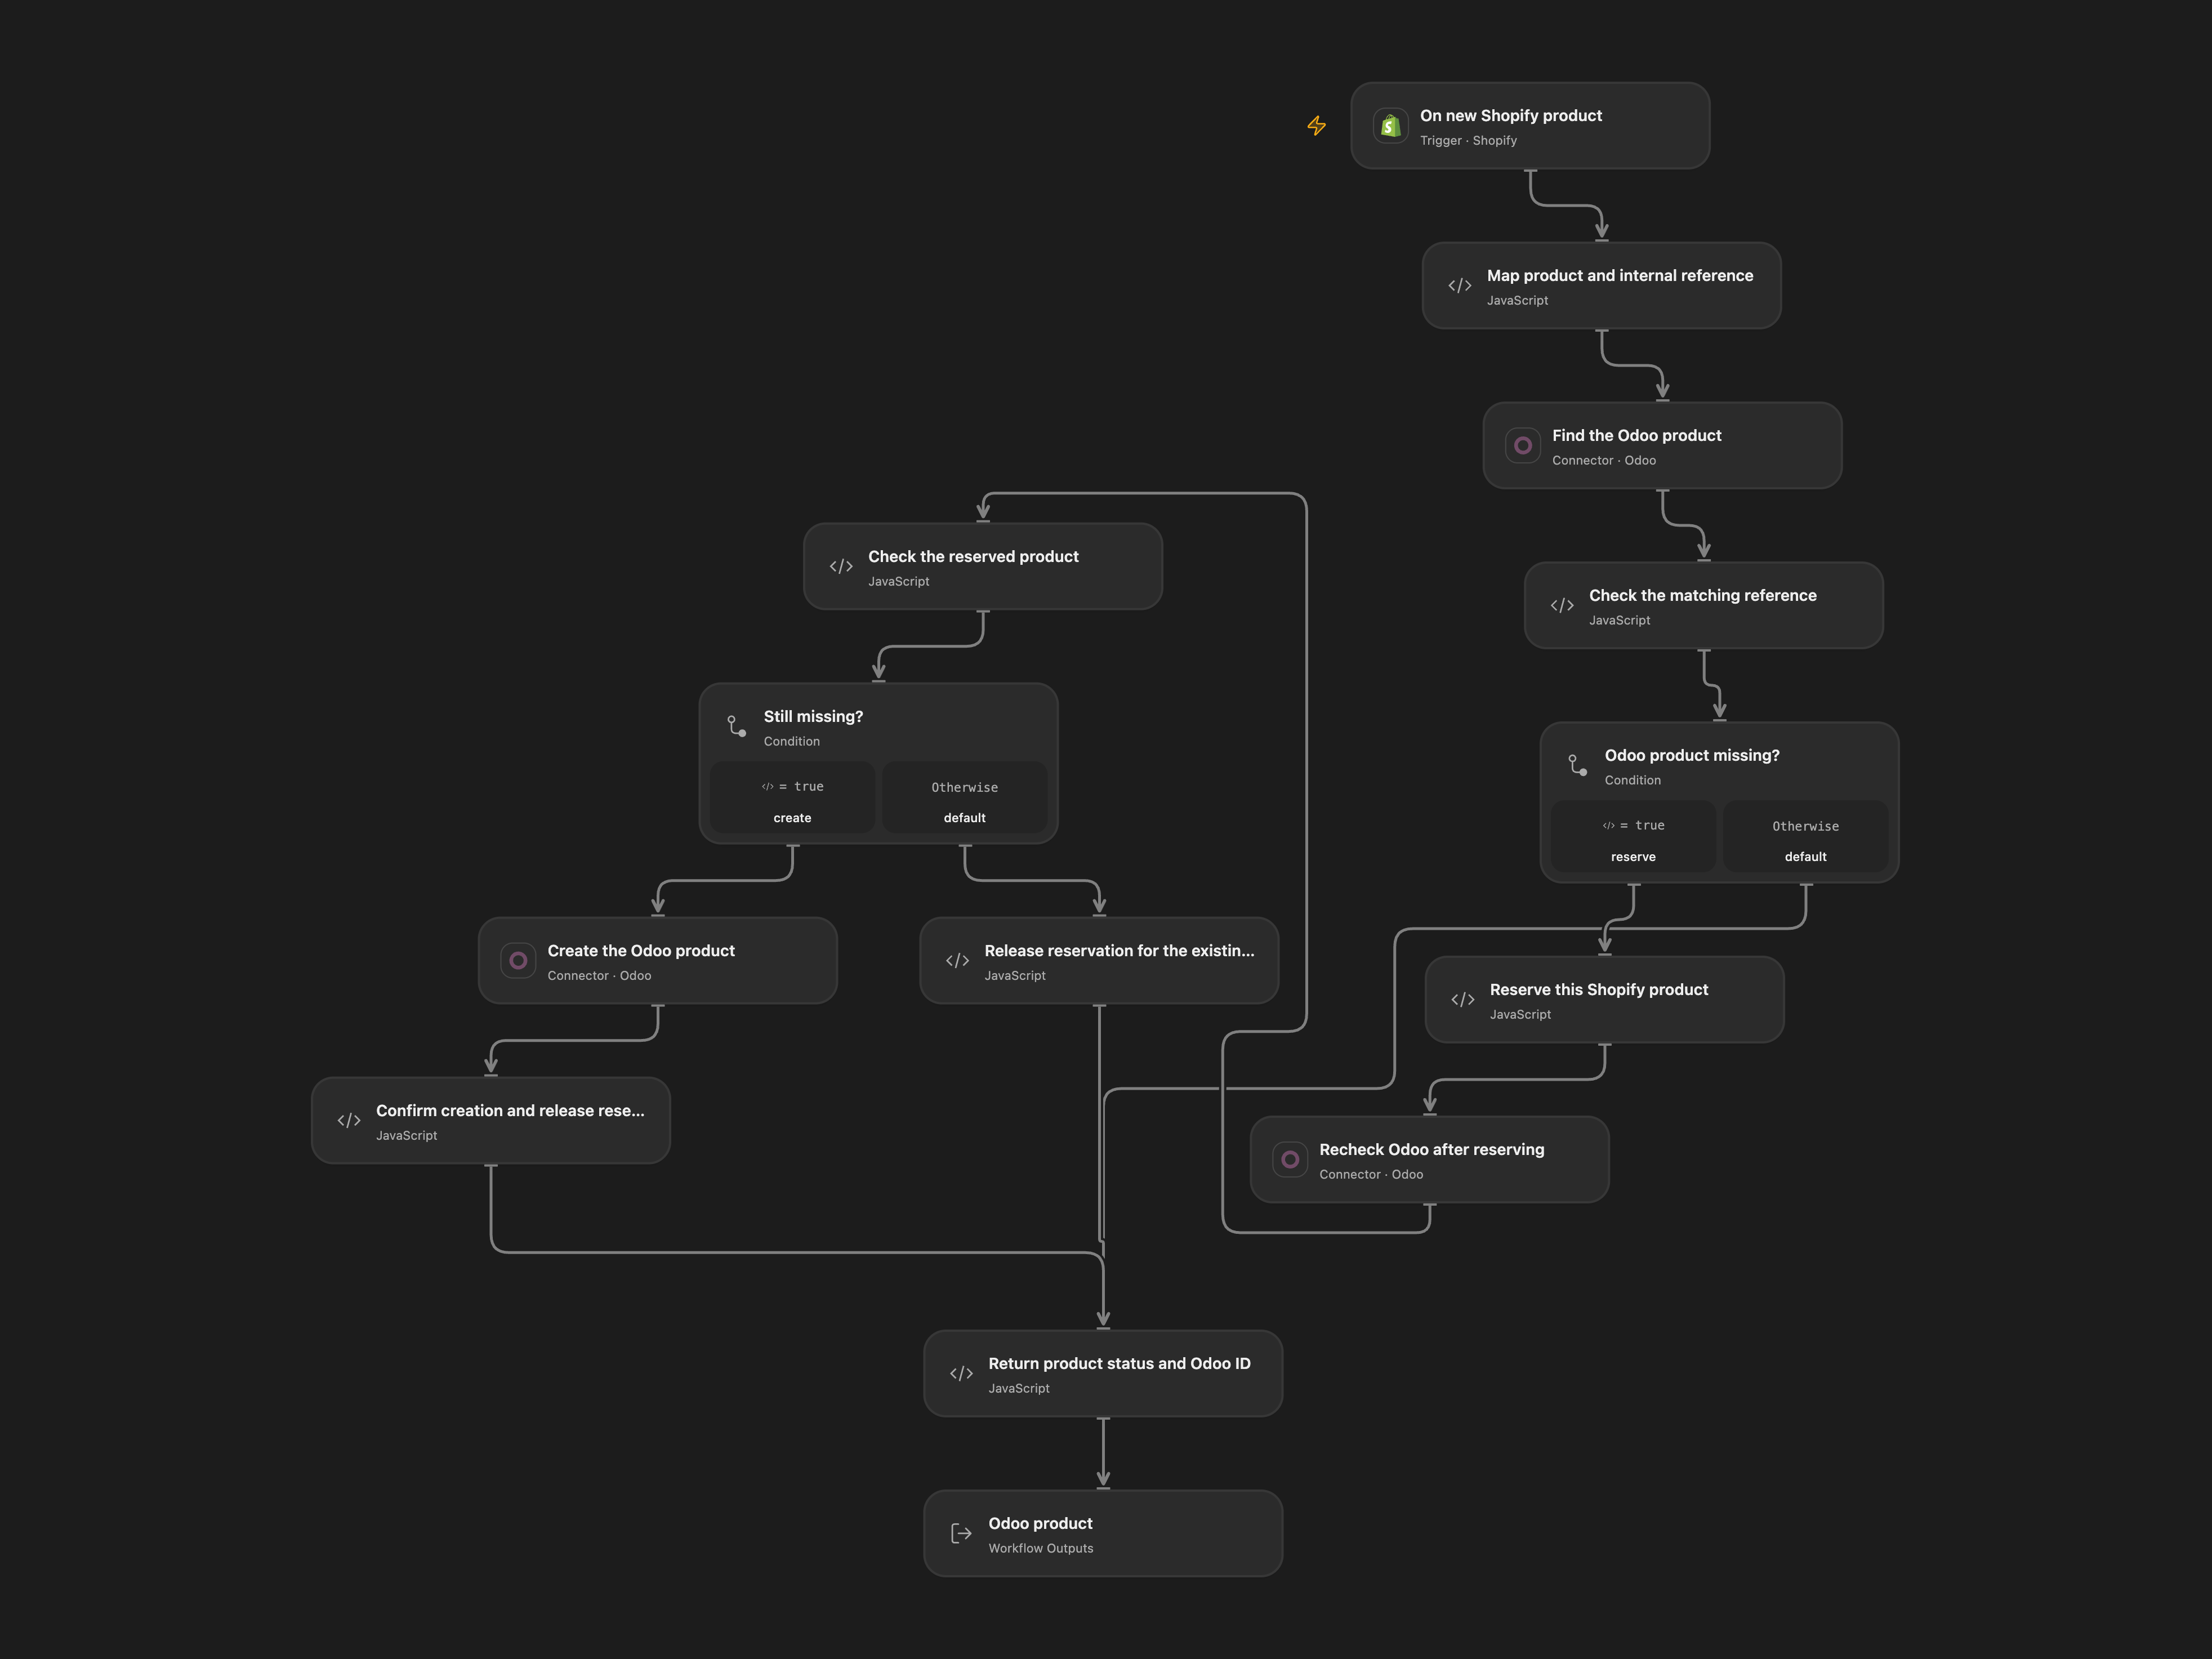 On new Shopify product
Trigger · Shopify
Map product and internal reference
JavaScript
Find the Odoo product
Connector · Odoo
Check the matching reference
JavaScript
Odoo product missing?
Condition
</> = true
reserve
Otherwise
default
Reserve this Shopify product
JavaScript
Recheck Odoo after reserving
Connector · Odoo
Check the reserved product
JavaScript
Still missing?
Condition
</> = true
create
Otherwise
default
Create the Odoo product
Connector · Odoo
Release reservation for the existin...
JavaScript
Confirm creation and release rese...
JavaScript
Return product status and Odoo ID
JavaScript
Odoo product
Workflow Outputs